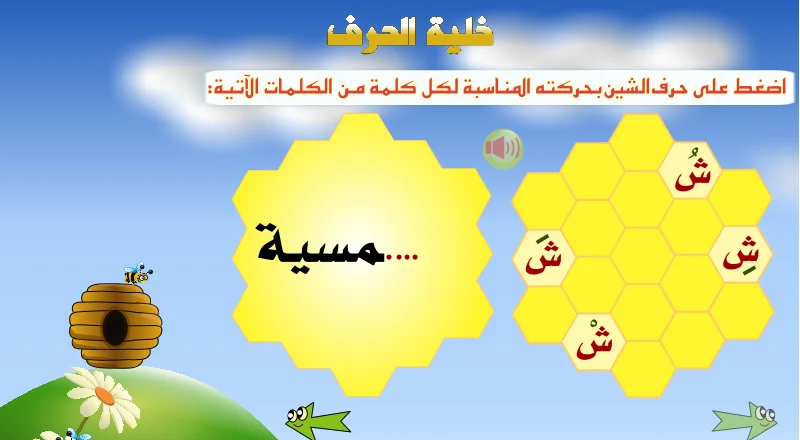 خلية الحرف
اضغط على حرف الشين بحركته المناسبة لكل كلمة من الكلمات الآتية:
شُ
....مسية
شَ
شِ
شْ